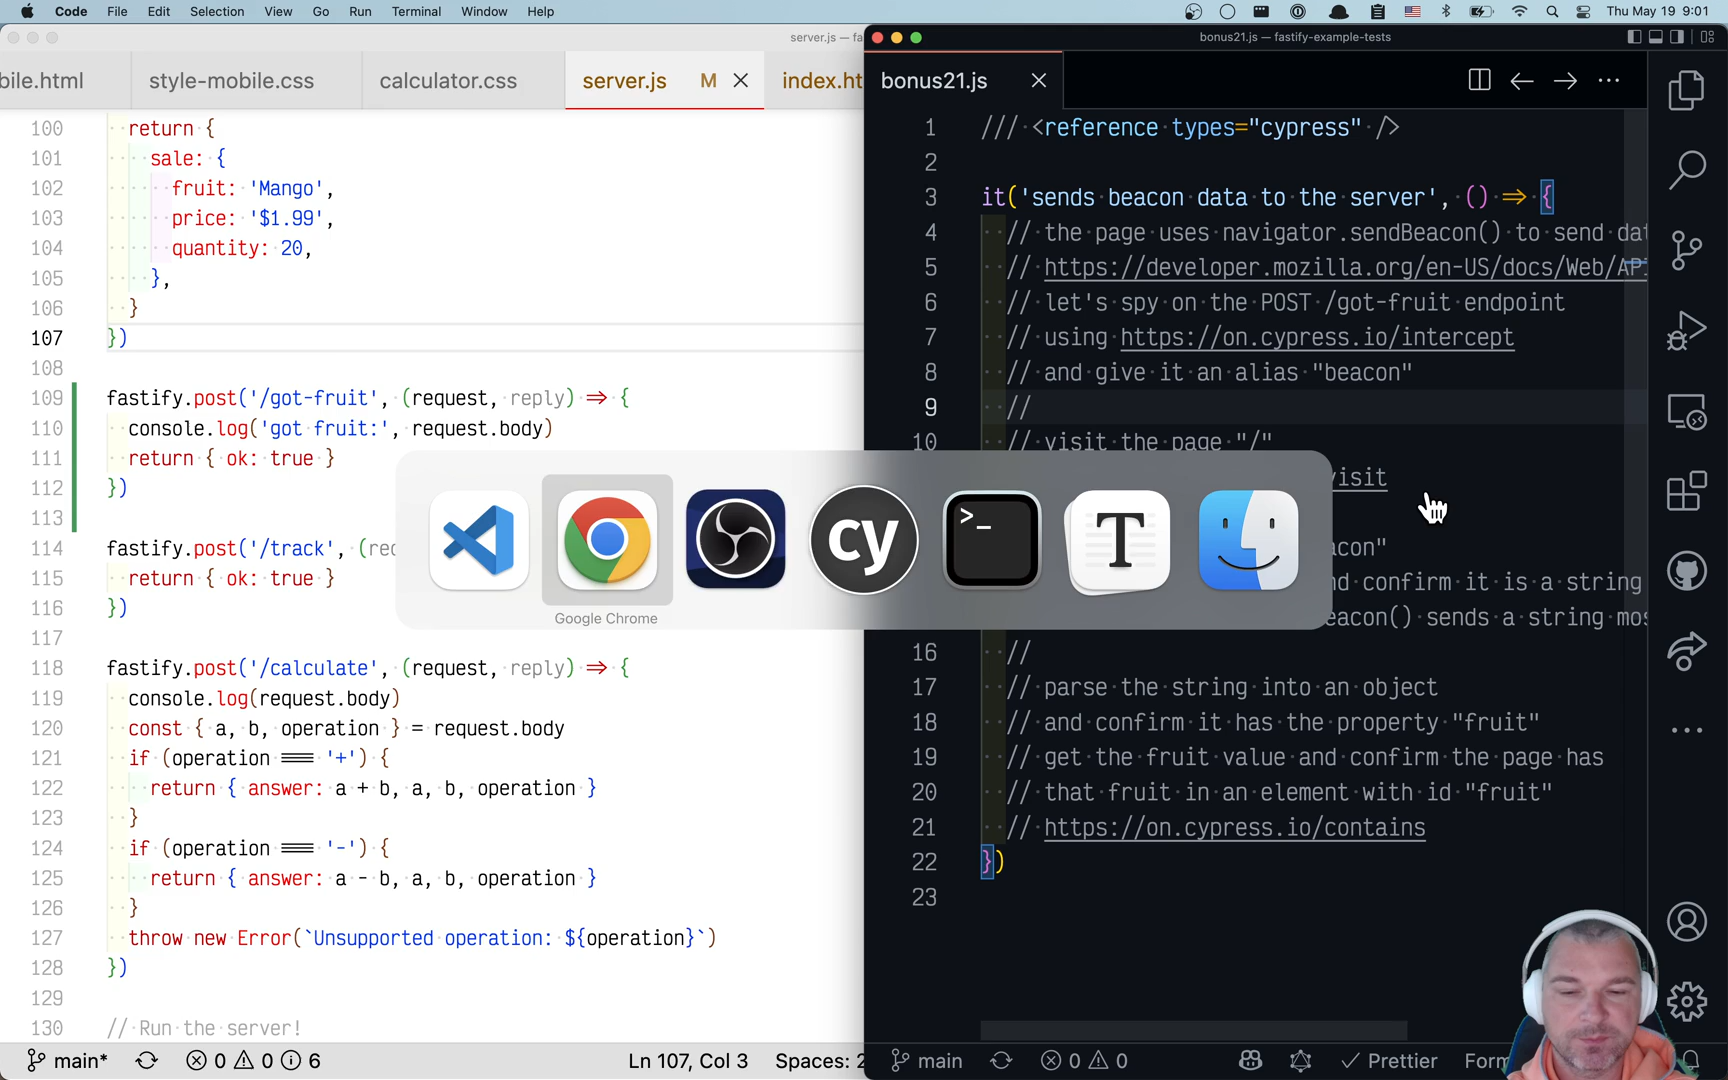 Code File Edit Selection View Go Run Terminal Window Help Thu May 19 9:01
server.js — fa
bonus21.js — fastify-example-tests
bile.html style-mobile.css calculator.css server.js M index.ht
bonus21.js
100 return {
101 sale: {
102 fruit: 'Mango',
103 price: '$1.99',
104 quantity: 20,
105 },
106 }
107 })
108
109 fastify.post('/got-fruit', (request, reply) => {
110 console.log('got fruit:', request.body)
111 return { ok: true }
112 })
113
114 fastify.post('/track', (rec
115 return { ok: true }
116 })
117
118 fastify.post('/calculate', (request, reply) => {
119 console.log(request.body)
120 const { a, b, operation } = request.body
121 if (operation === '+') {
122 return { answer: a + b, a, b, operation }
123 }
124 if (operation === '-') {
125 return { answer: a - b, a, b, operation }
126 }
127 throw new Error(`Unsupported operation: ${operation}`)
128 })
129
130 // Run the server!
1 /// <reference types="cypress" />
2
3 it('sends beacon data to the server', () => {
4 // the page uses navigator.sendBeacon() to send dat
5 // https://developer.mozilla.org/en-US/docs/Web/API
6 // let's spy on the POST /got-fruit endpoint
7 // using https://on.cypress.io/intercept
8 // and give it an alias "beacon"
9 //
10 // visit the page "/"
visit
acon"
nd confirm it is a string
eacon() sends a string mos
16 //
17 // parse the string into an object
18 // and confirm it has the property "fruit"
19 // get the fruit value and confirm the page has
20 // that fruit in an element with id "fruit"
21 // https://on.cypress.io/contains
22 })
23
cy
>_
T
Google Chrome
main* 0 0 6 Ln 107, Col 3 Spaces: 2
main 0 0 Prettier Form